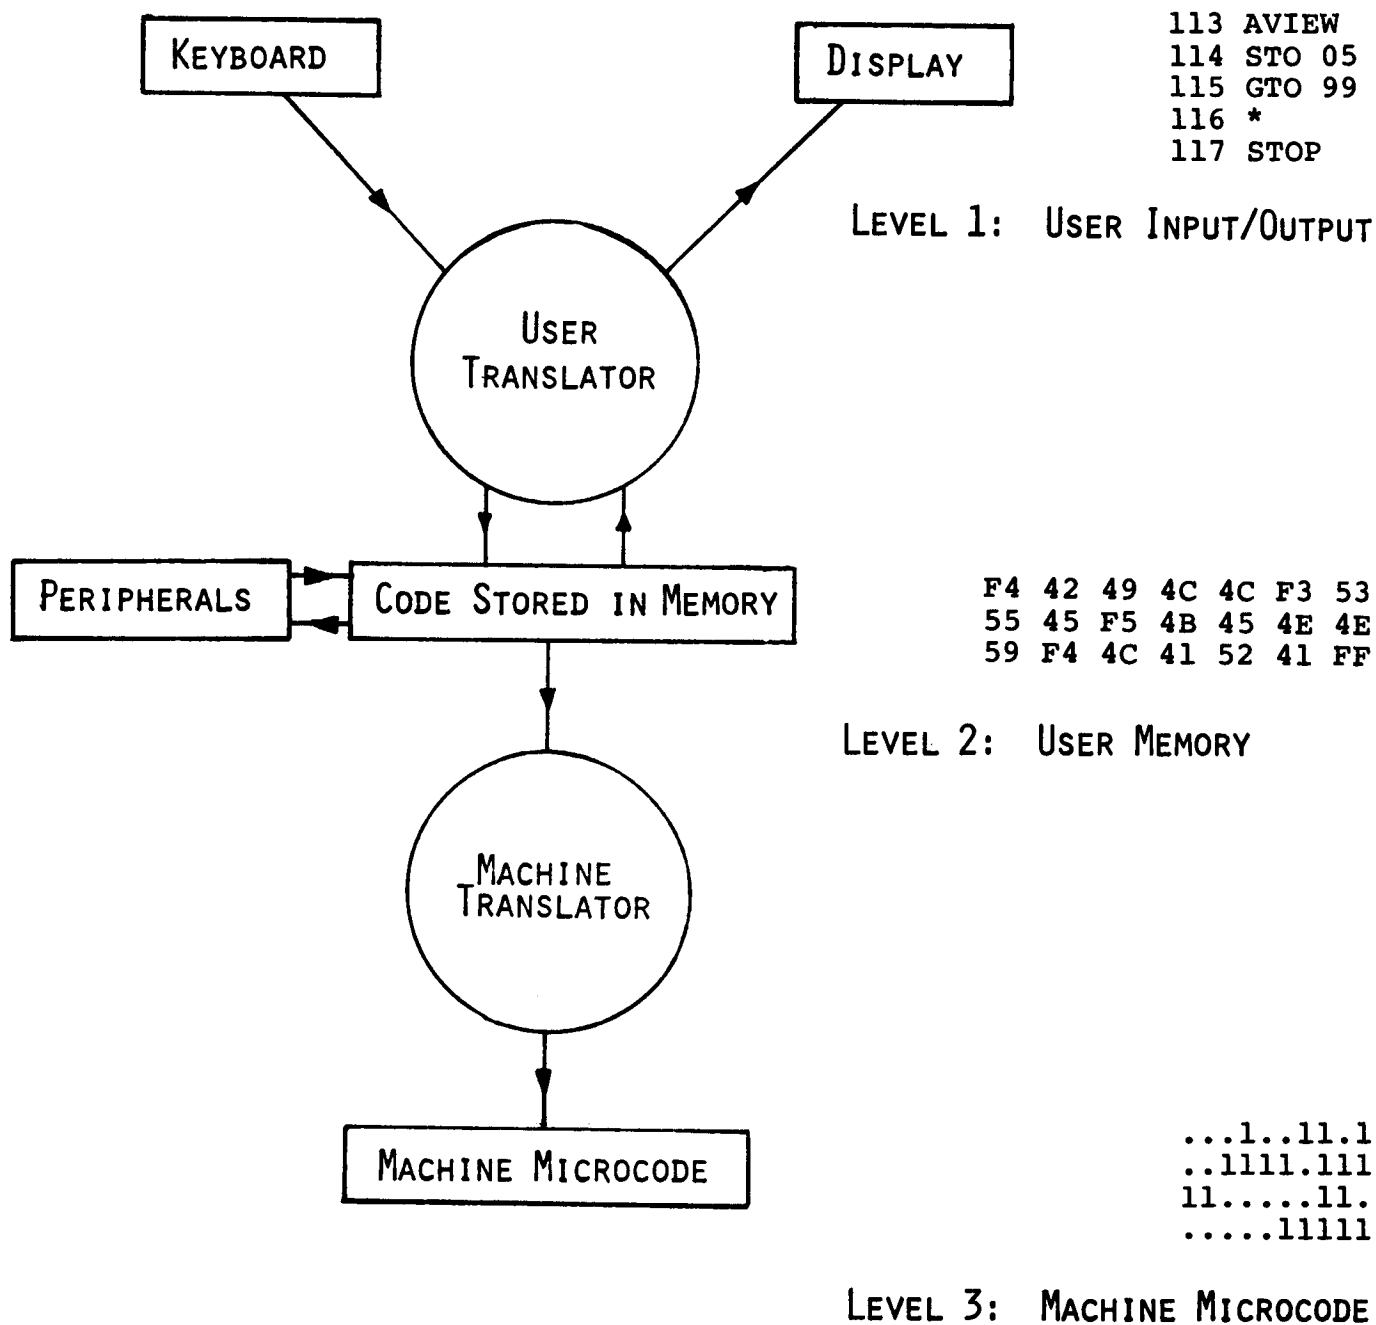 KEYBOARD
DISPLAY
113 AVIEW
114 STO 05
115 GTO 99
116 *
117 STOP
LEVEL 1: USER INPUT/OUTPUT
USER
TRANSLATOR
PERIPHERALS
CODE STORED IN MEMORY
F4 42 49 4C 4C F3 53
55 45 F5 4B 45 4E 4E
59 F4 4C 41 52 41 FF
LEVEL 2: USER MEMORY
MACHINE
TRANSLATOR
MACHINE MICROCODE
...1..11.1
..1111.111
11.....11.
.....11111
LEVEL 3: MACHINE MICROCODE